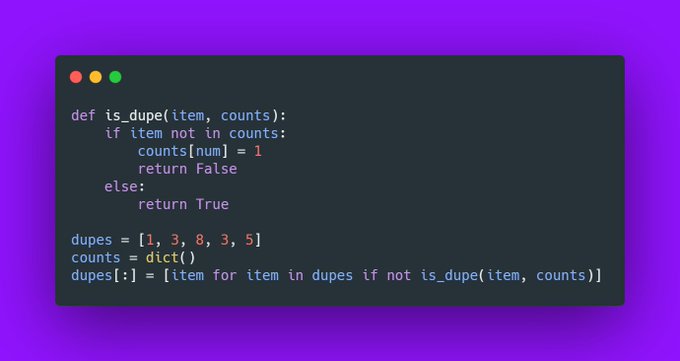 def is_dupe(item, counts):
    if item not in counts:
        counts[num] = 1
        return False
    else:
        return True

dupes = [1, 3, 8, 3, 5]
counts = dict()
dupes[:] = [item for item in dupes if not is_dupe(item, counts)]